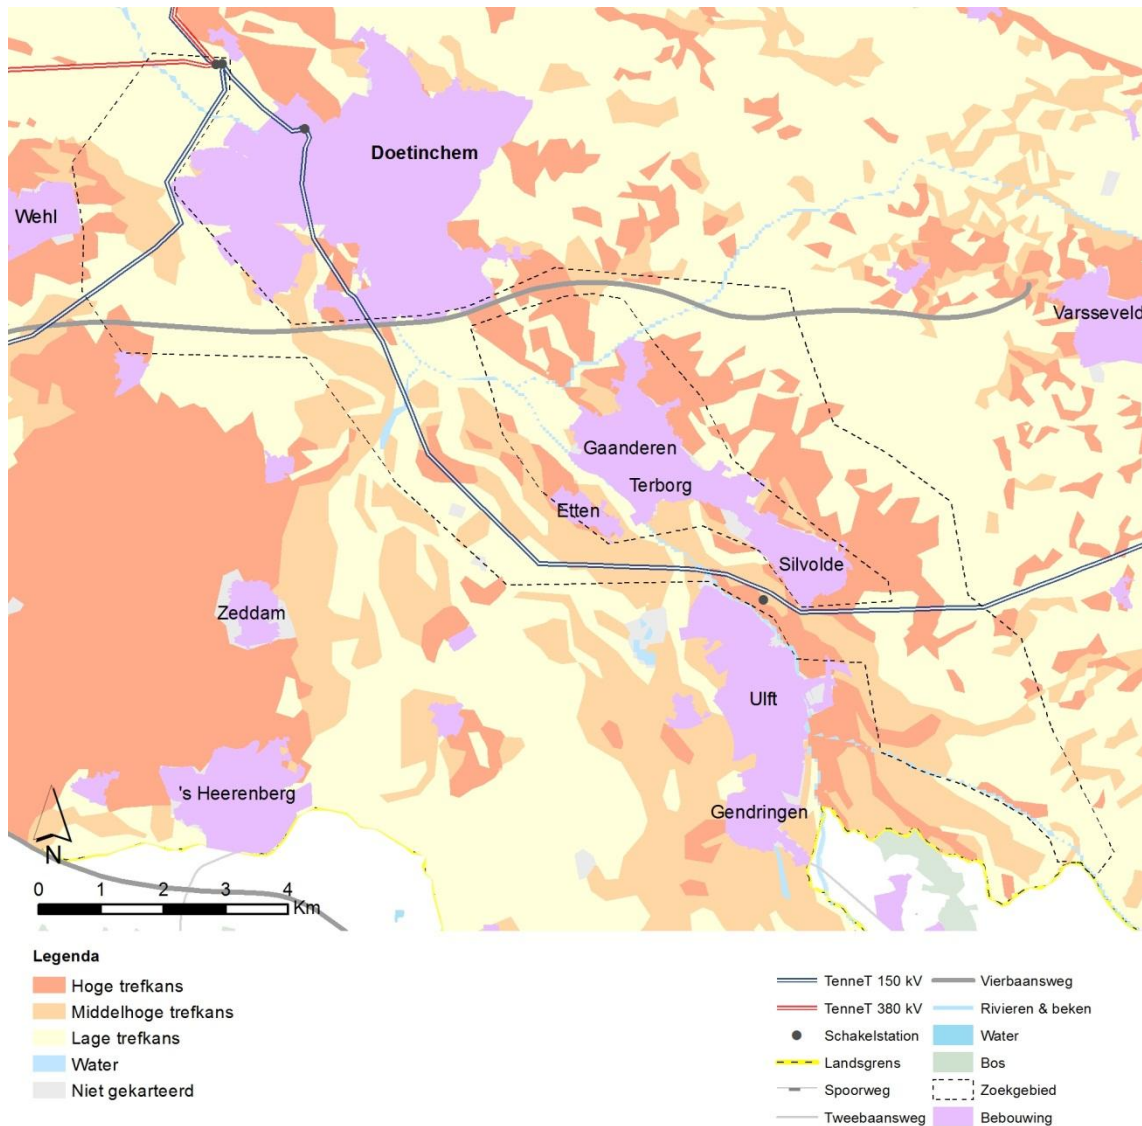 Doetinchem
Wehl
Varsseveld
Gaanderen
Terborg
Etten
Silvolde
Zeddam
Ulft
's Heerenberg
Gendringen
N
0 1 2 3 4
Km
Legenda
Hoge trefkans
Middelhoge trefkans
Lage trefkans
Water
Niet gekarteerd
TenneT 150 kV
TenneT 380 kV
Schakelstation
Landsgrens
Spoorweg
Tweebaansweg
Vierbaansweg
Rivieren & beken
Water
Bos
Zoekgebied
Bebouwing